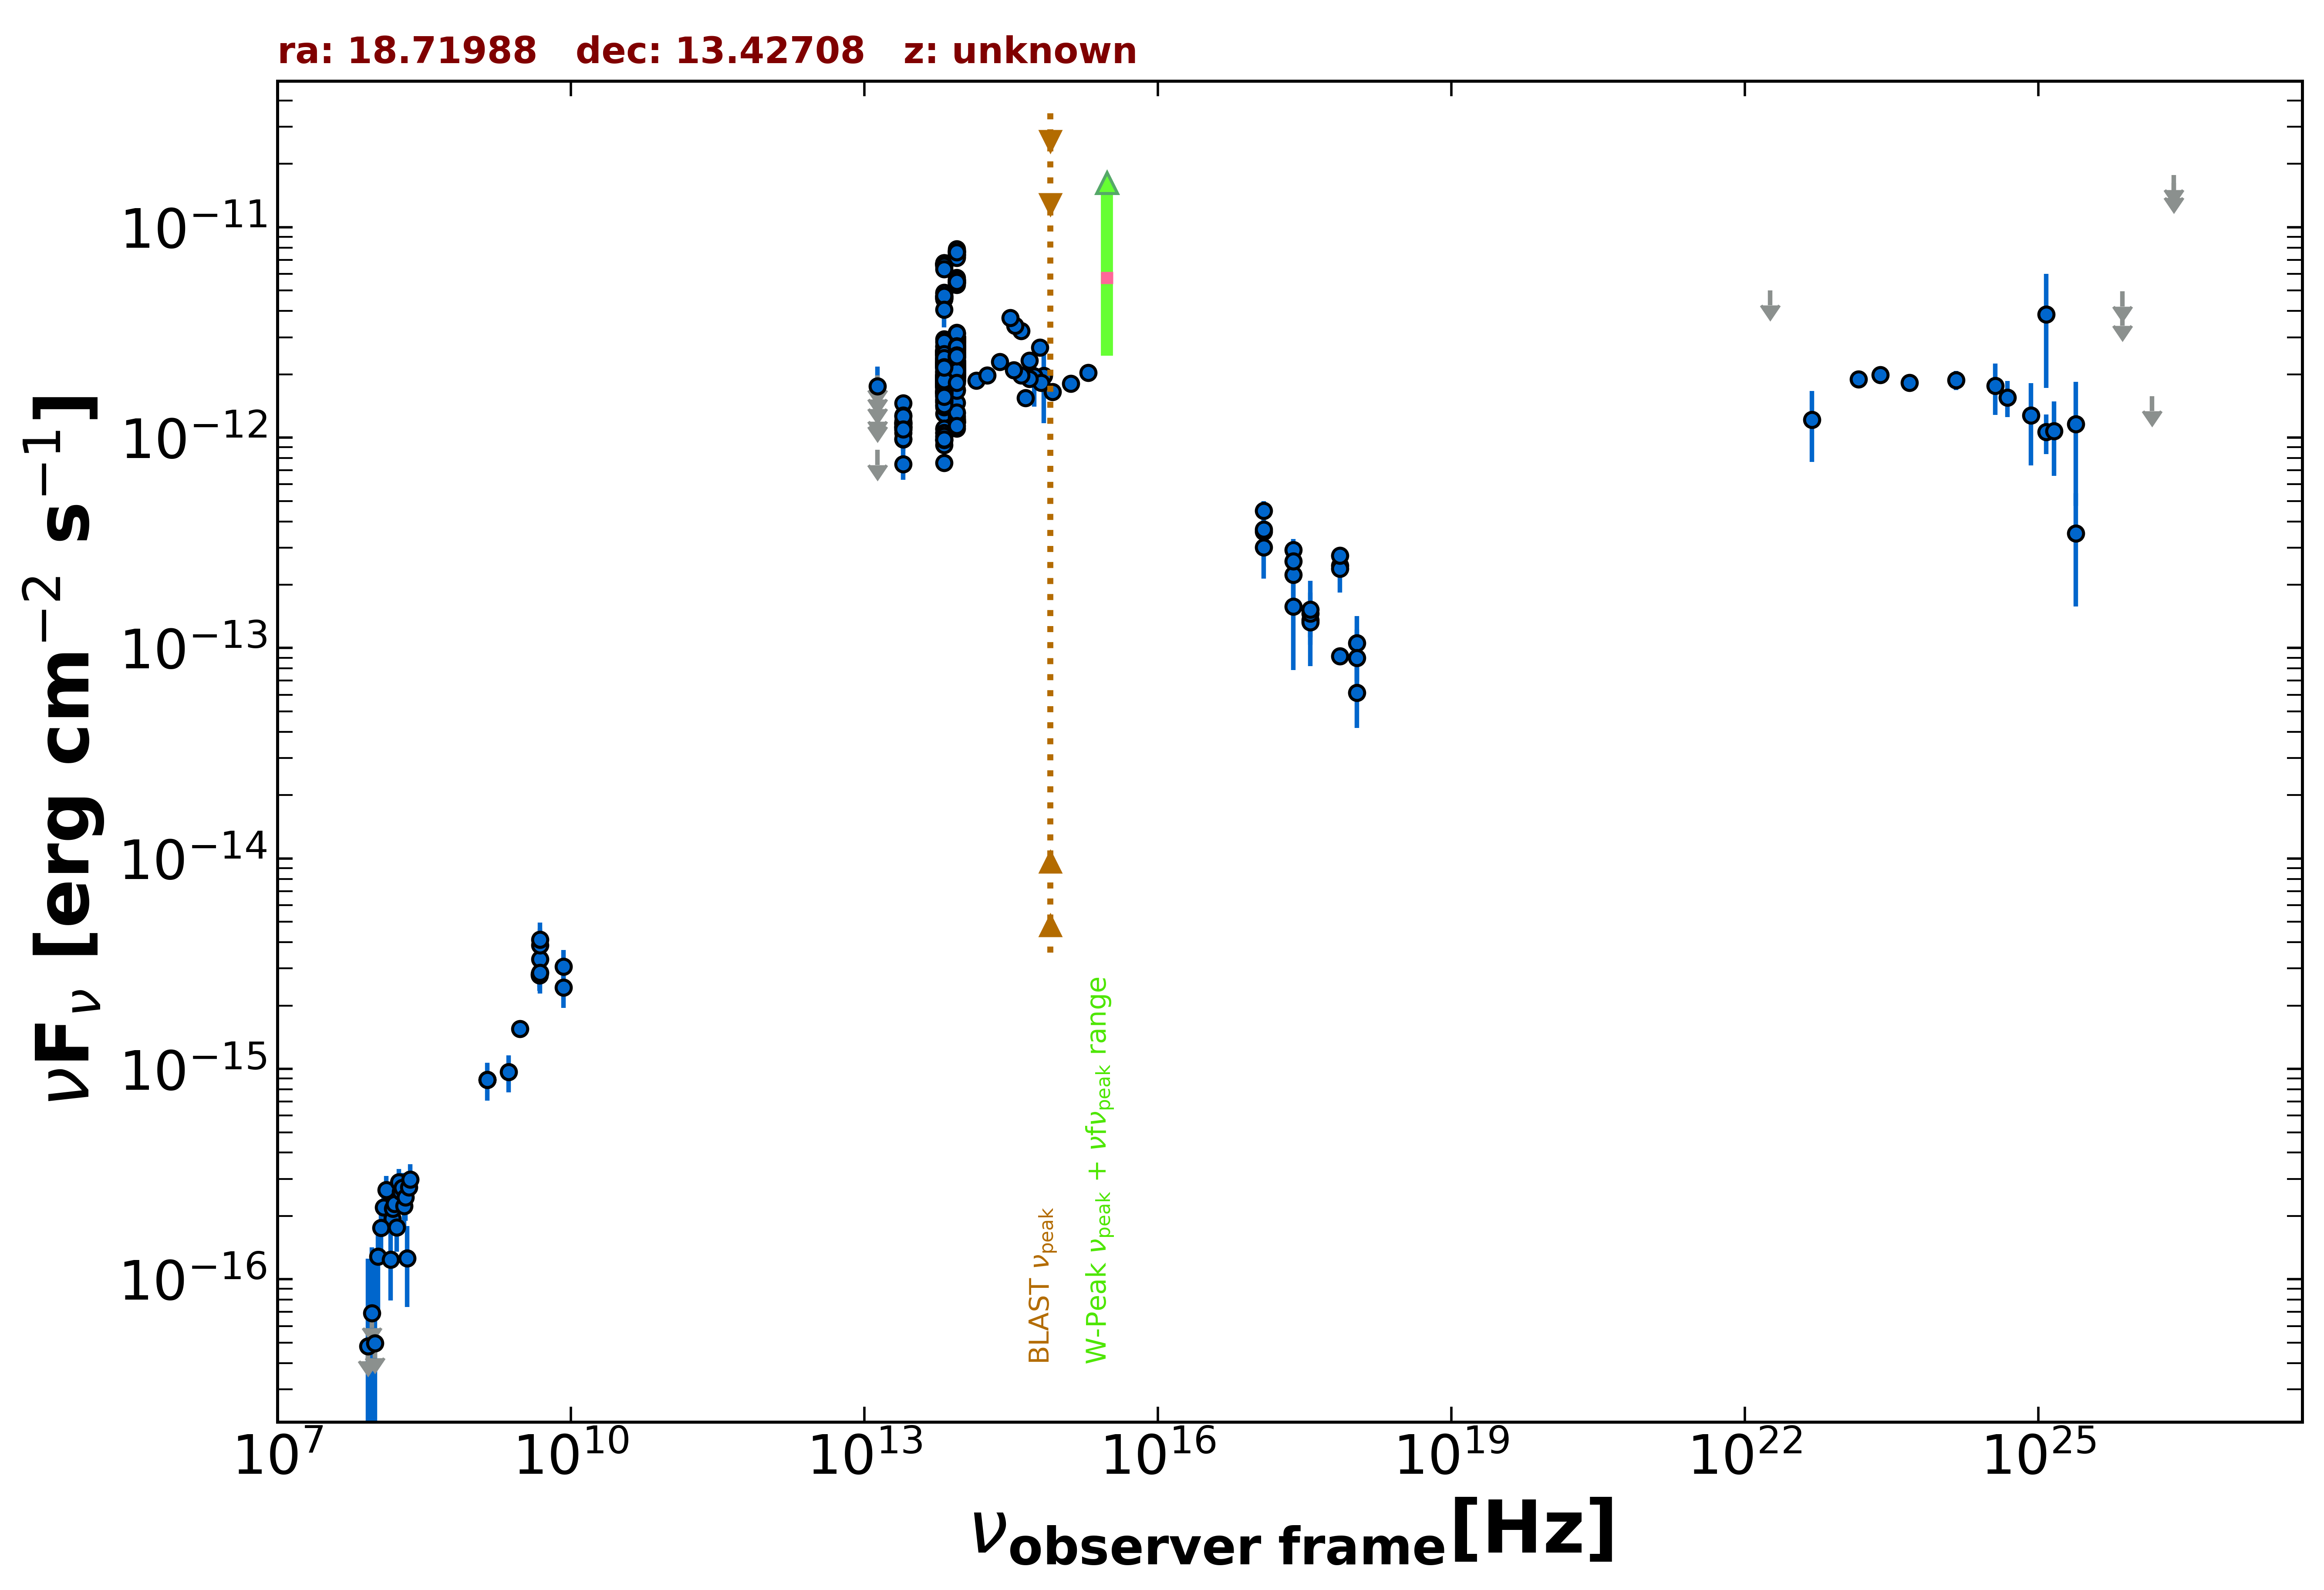 ra: 18.71988 dec: 13.42708 z: unknown
νFν [erg cm⁻² s⁻¹]
10⁻¹¹
10⁻¹²
10⁻¹³
10⁻¹⁴
10⁻¹⁵
10⁻¹⁶
BLAST νpeak
W-Peak νpeak + νfνpeak range
10⁷ 10¹⁰ 10¹³ 10¹⁶ 10¹⁹ 10²² 10²⁵
νobserver frame[Hz]